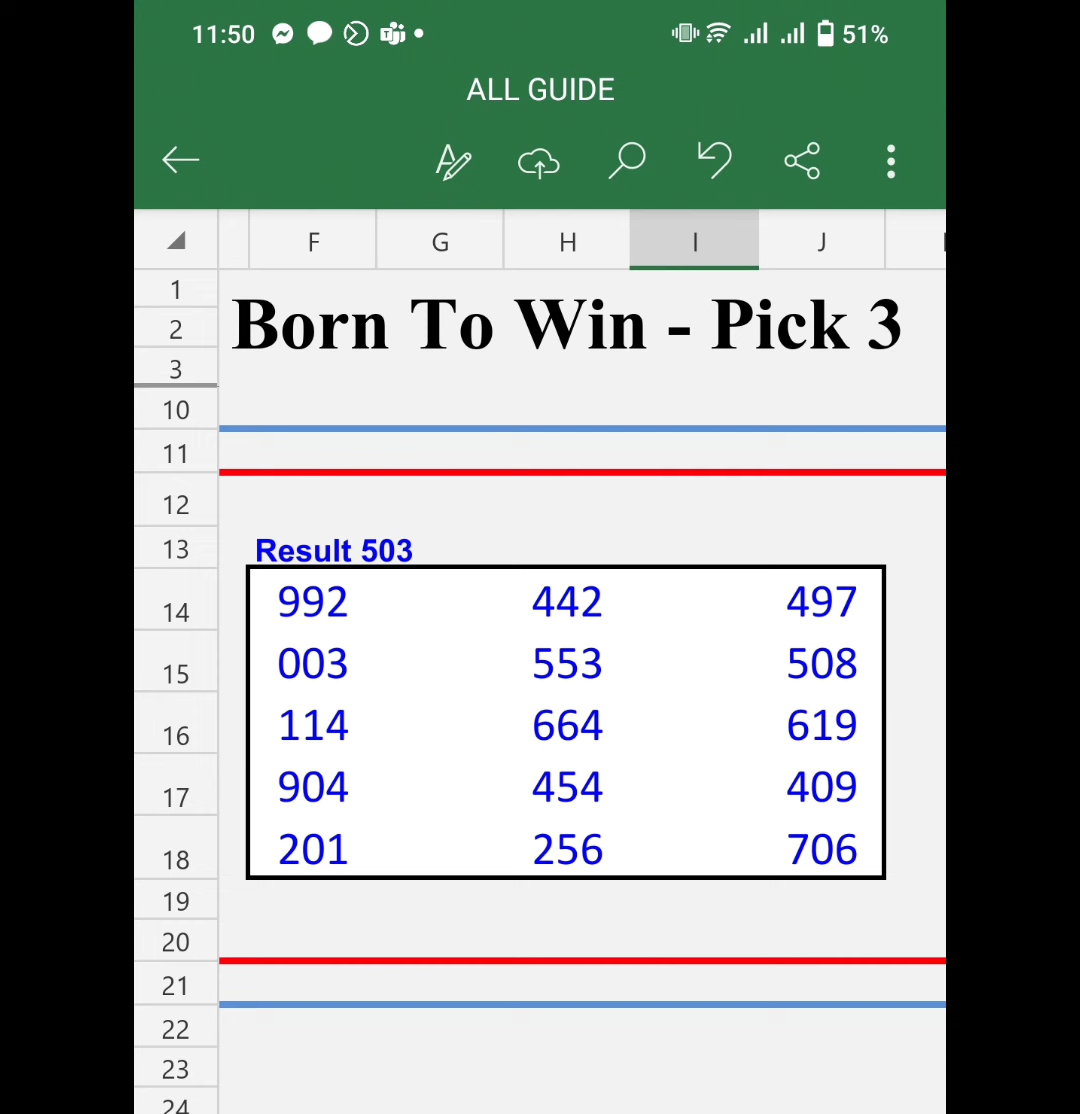 11:50 51%
ALL GUIDE
F G H I J
1
2
3
Born To Win - Pick 3
10
11
12
13 Result 503
14 992 442 497
15 003 553 508
16 114 664 619
17 904 454 409
18 201 256 706
19
20
21
22
23
24